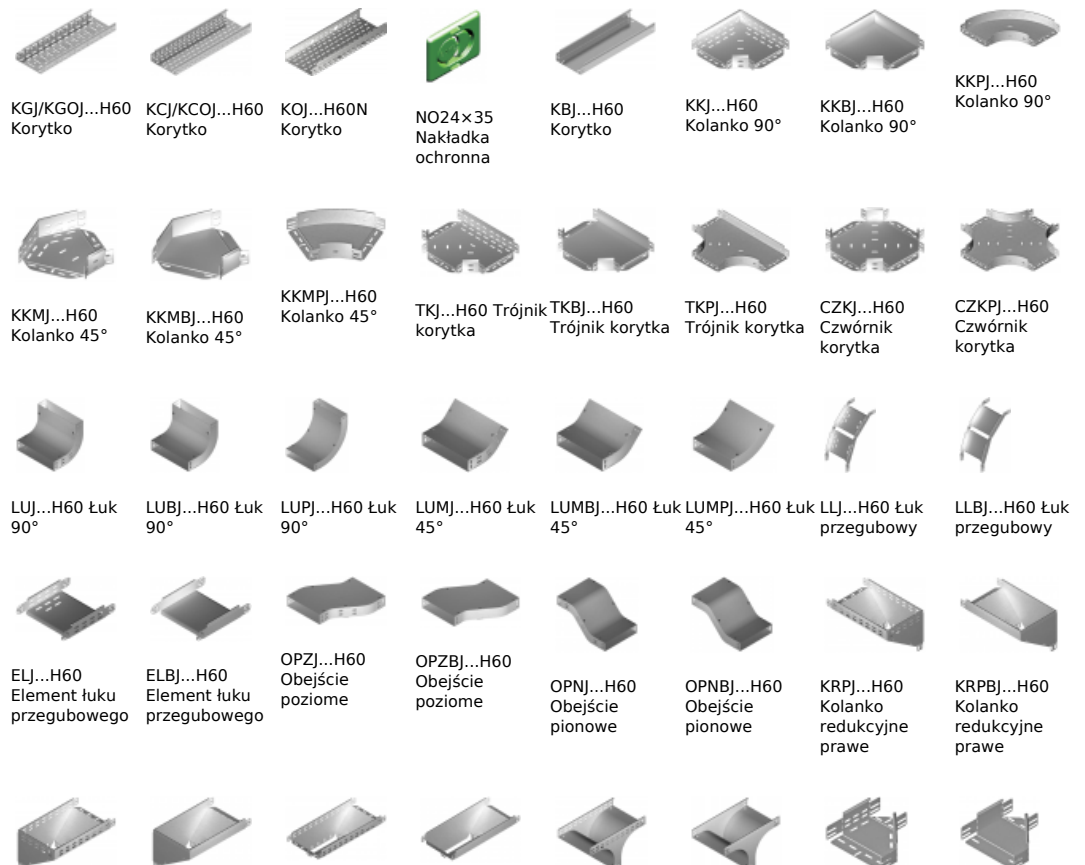 KGJ/KGOJ...H60
Korytko
KCJ/KCOJ...H60
Korytko
KOJ...H60N
Korytko
NO24×35
Nakładka
ochronna
KBJ...H60
Korytko
KKJ...H60
Kolanko 90°
KKBJ...H60
Kolanko 90°
KKPJ...H60
Kolanko 90°
KKMJ...H60
Kolanko 45°
KKMBJ...H60
Kolanko 45°
KKMPJ...H60
Kolanko 45°
TKJ...H60 Trójnik
korytka
TKBJ...H60
Trójnik korytka
TKPJ...H60
Trójnik korytka
CZKJ...H60
Czwórnik
korytka
CZKPJ...H60
Czwórnik
korytka
LUJ...H60 Łuk
90°
LUBJ...H60 Łuk
90°
LUPJ...H60 Łuk
90°
LUMJ...H60 Łuk
45°
LUMBJ...H60 Łuk
45°
LUMPJ...H60 Łuk
45°
LLJ...H60 Łuk
przegubowy
LLBJ...H60 Łuk
przegubowy
ELJ...H60
Element łuku
przegubowego
ELBJ...H60
Element łuku
przegubowego
OPZJ...H60
Obejście
poziome
OPZBJ...H60
Obejście
poziome
OPNJ...H60
Obejście
pionowe
OPNBJ...H60
Obejście
pionowe
KRPJ...H60
Kolanko
redukcyjne
prawe
KRPBJ...H60
Kolanko
redukcyjne
prawe